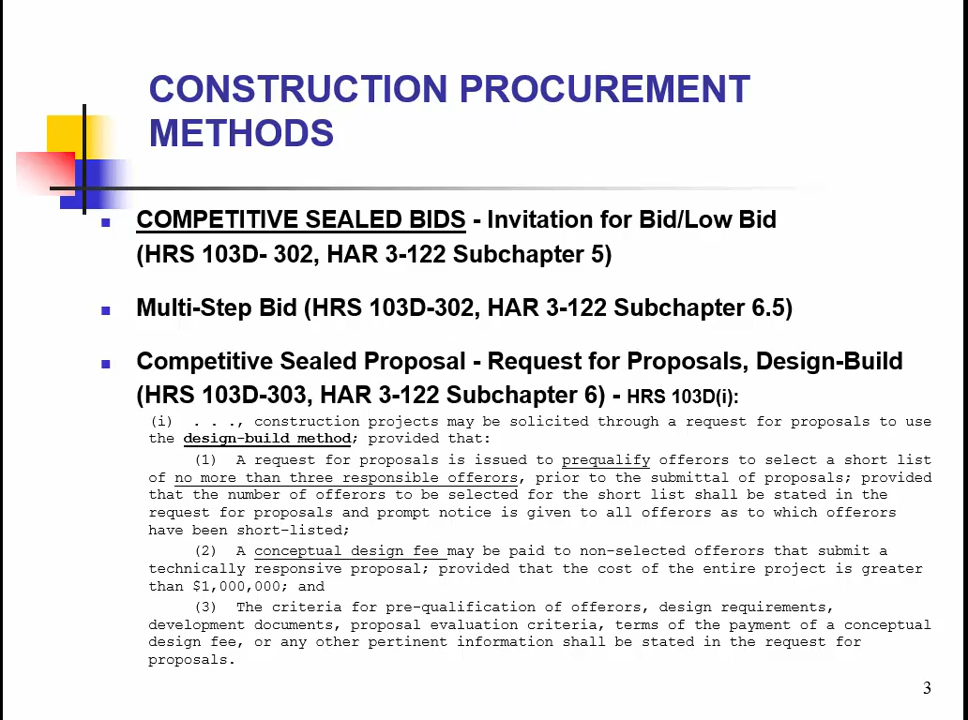 CONSTRUCTION PROCUREMENT
METHODS
COMPETITIVE SEALED BIDS - Invitation for Bid/Low Bid
(HRS 103D- 302, HAR 3-122 Subchapter 5)
Multi-Step Bid (HRS 103D-302, HAR 3-122 Subchapter 6.5)
Competitive Sealed Proposal - Request for Proposals, Design-Build
(HRS 103D-303, HAR 3-122 Subchapter 6) - HRS 103D(i):
(i) . . ., construction projects may be solicited through a request for proposals to use
the design-build method; provided that:
(1) A request for proposals is issued to prequalify offerors to select a short list
of no more than three responsible offerors, prior to the submittal of proposals; provided
that the number of offerors to be selected for the short list shall be stated in the
request for proposals and prompt notice is given to all offerors as to which offerors
have been short-listed;
(2) A conceptual design fee may be paid to non-selected offerors that submit a
technically responsive proposal; provided that the cost of the entire project is greater
than $1,000,000; and
(3) The criteria for pre-qualification of offerors, design requirements,
development documents, proposal evaluation criteria, terms of the payment of a conceptual
design fee, or any other pertinent information shall be stated in the request for
proposals.
3